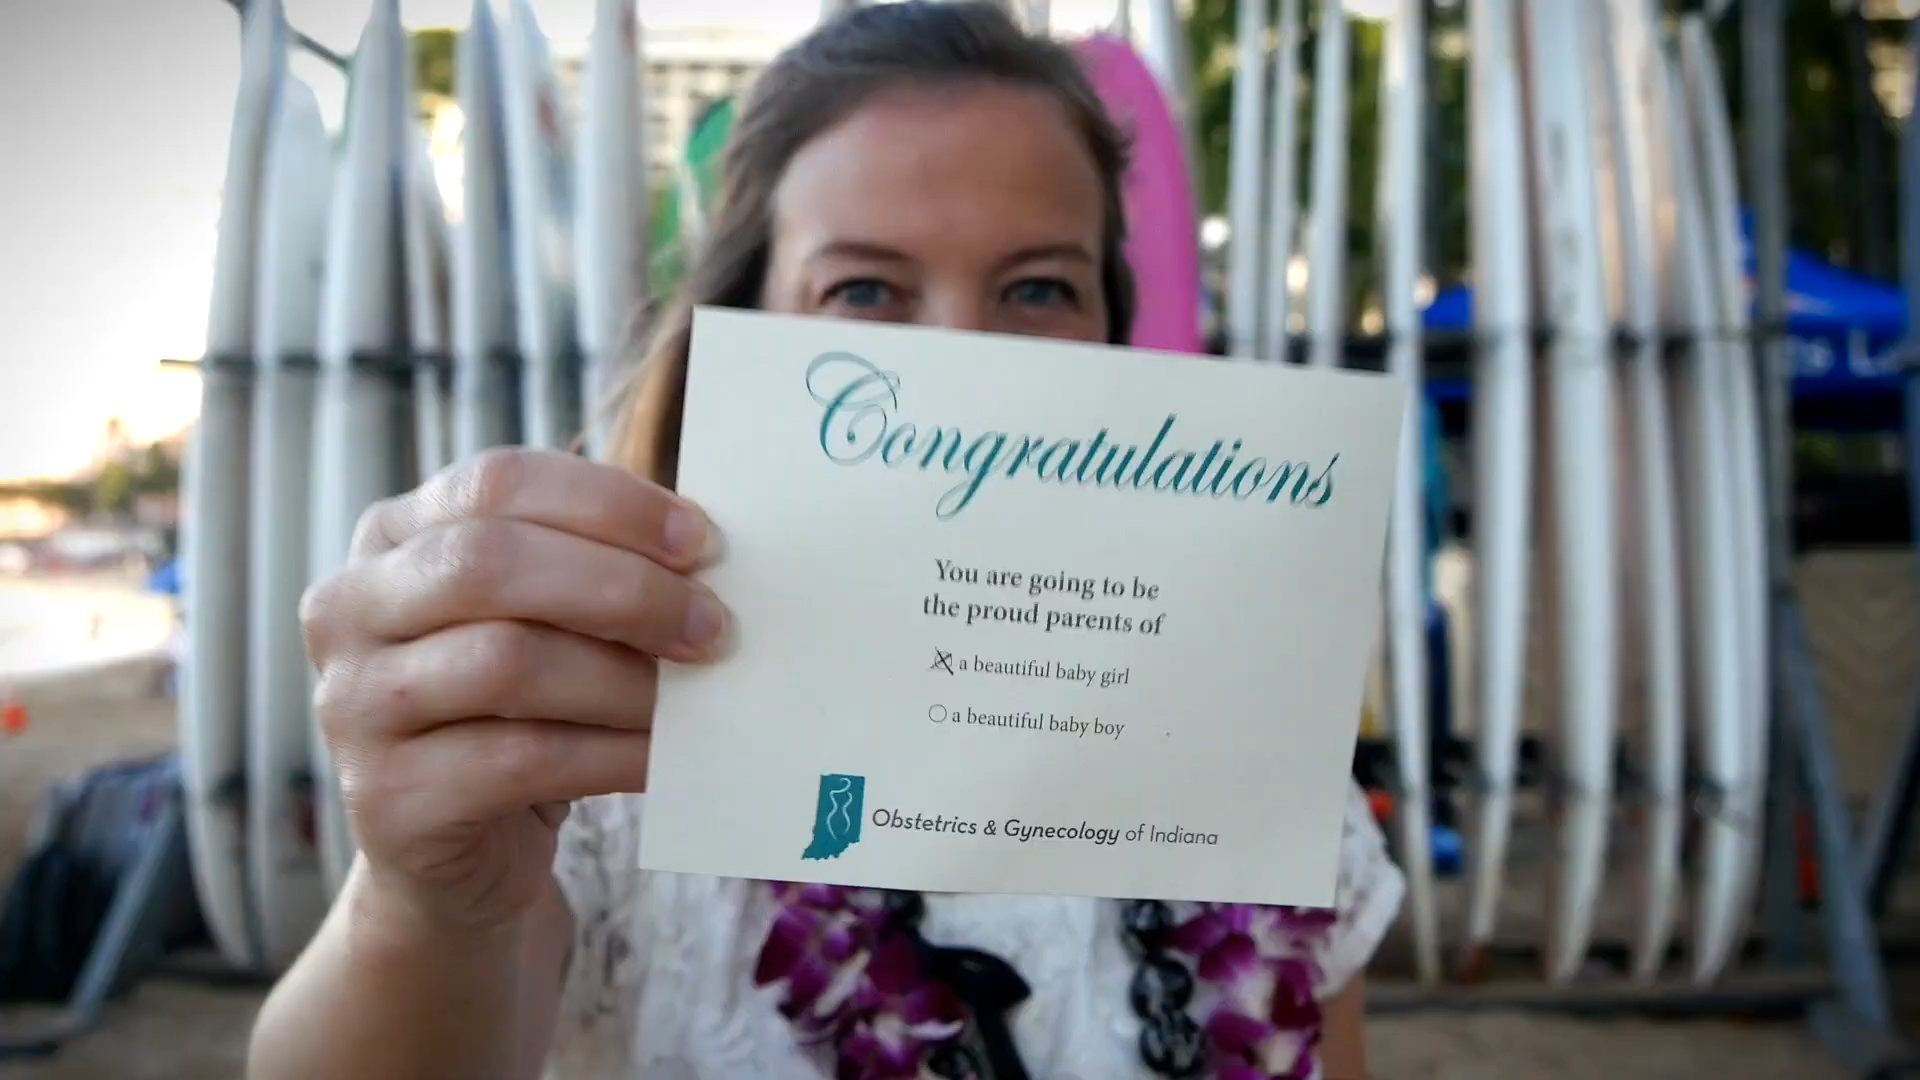 Congratulations
You are going to be
the proud parents of
a beautiful baby girl
a beautiful baby boy
Obstetrics & Gynecology of Indiana